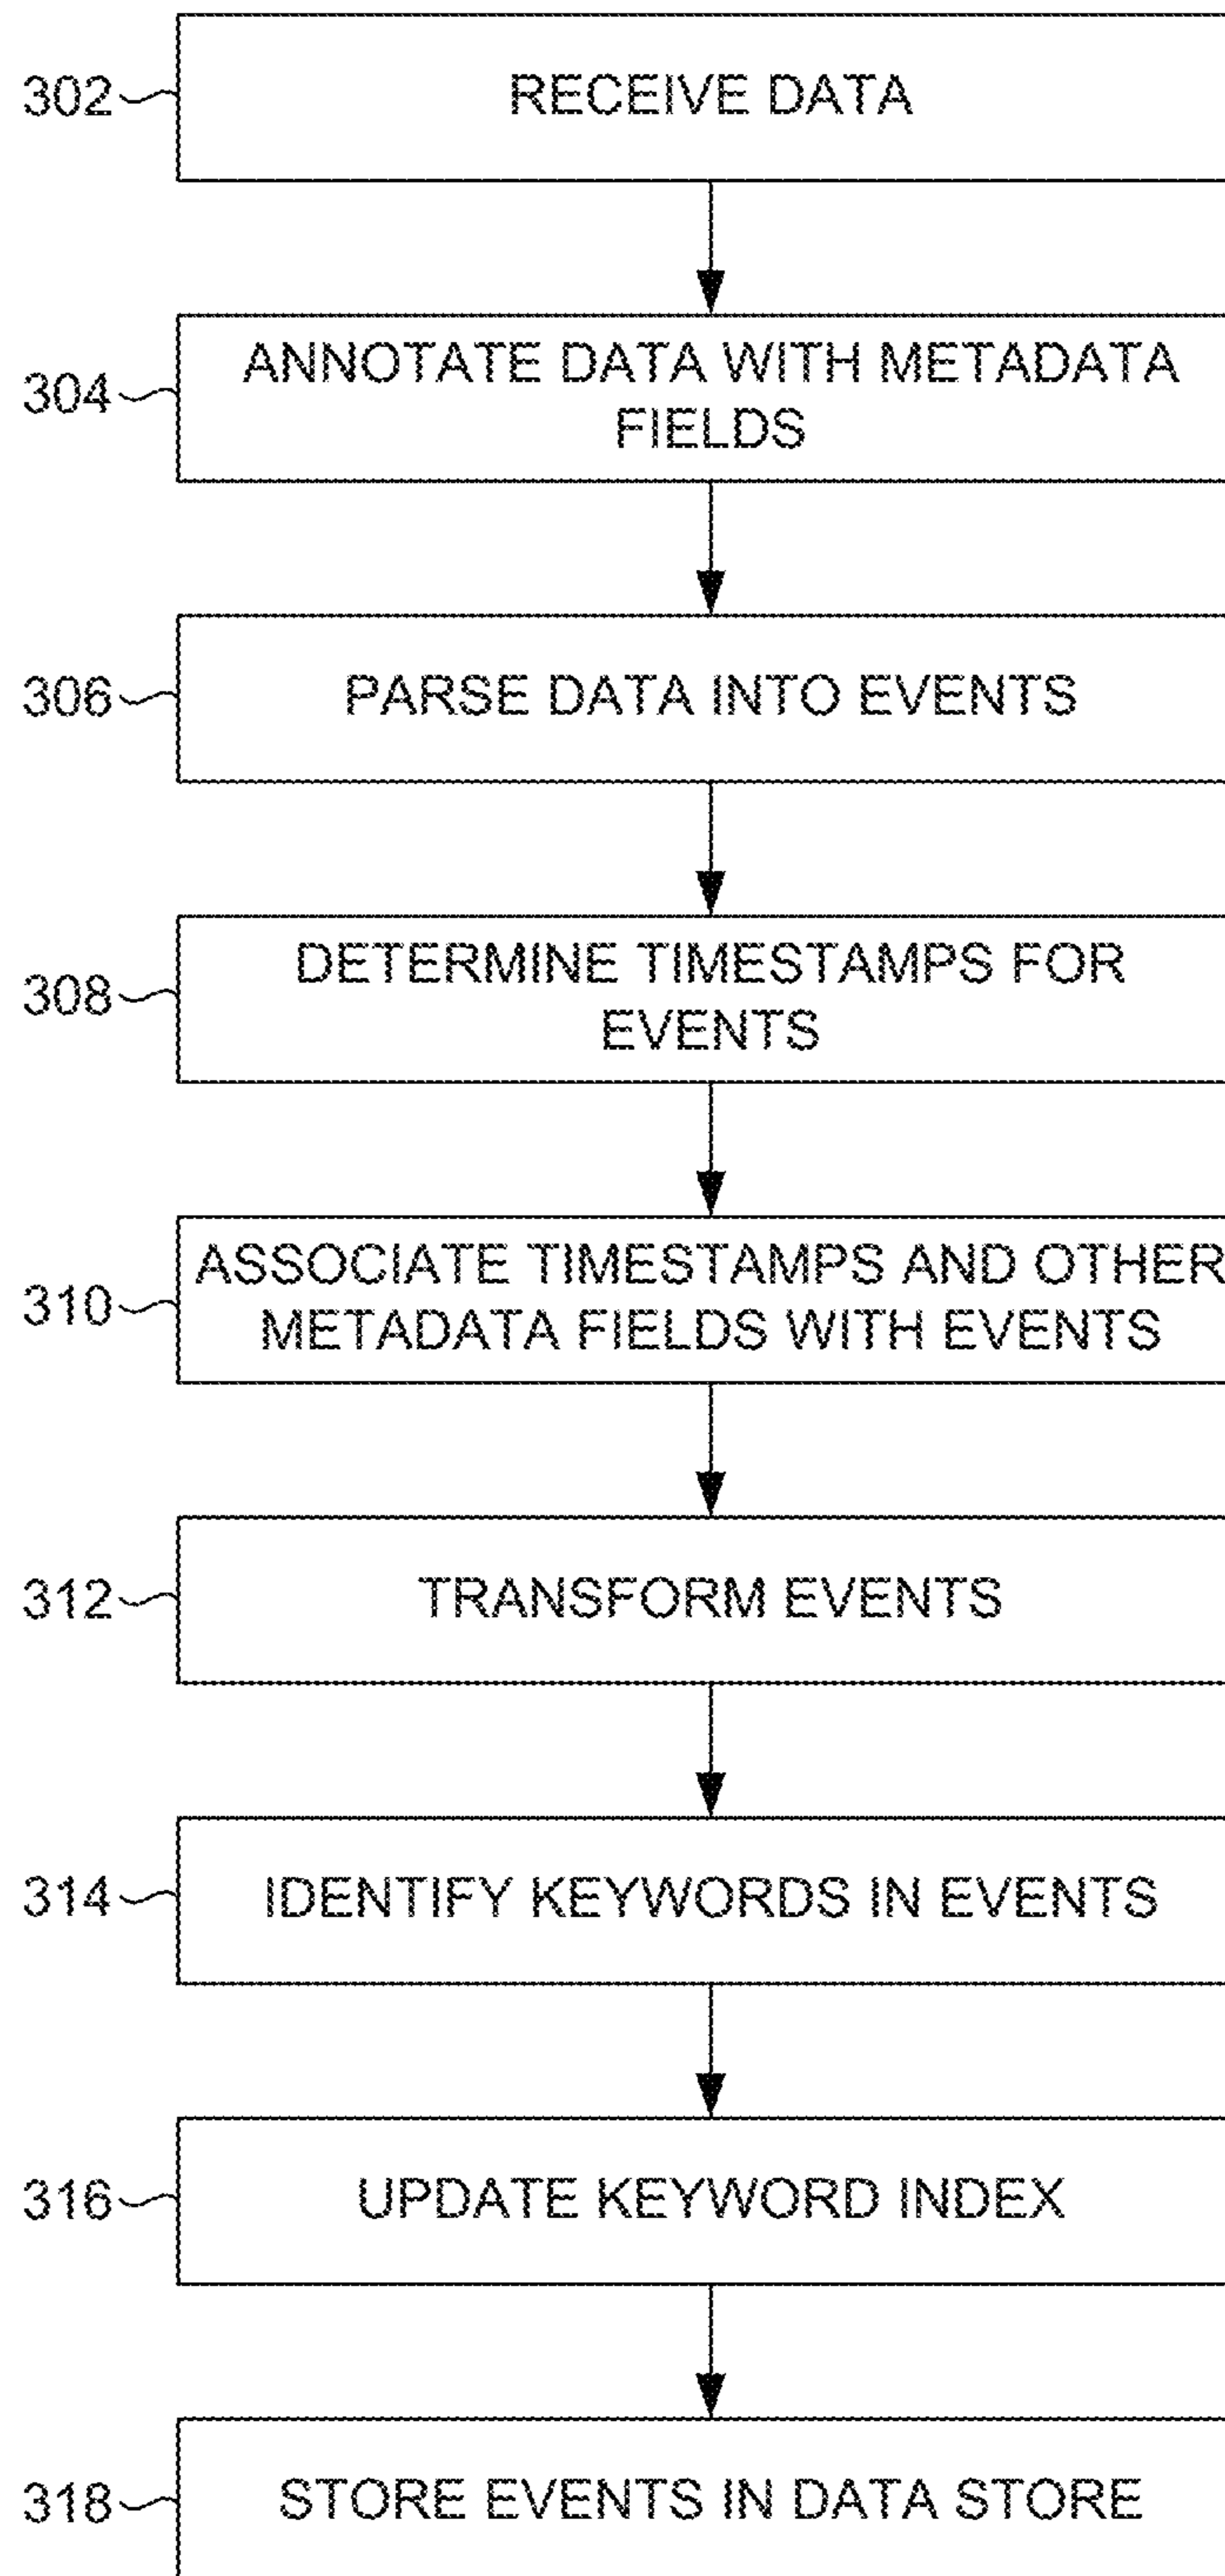 302 RECEIVE DATA
304 ANNOTATE DATA WITH METADATA
FIELDS
306 PARSE DATA INTO EVENTS
308 DETERMINE TIMESTAMPS FOR
EVENTS
310 ASSOCIATE TIMESTAMPS AND OTHER
METADATA FIELDS WITH EVENTS
312 TRANSFORM EVENTS
314 IDENTIFY KEYWORDS IN EVENTS
316 UPDATE KEYWORD INDEX
318 STORE EVENTS IN DATA STORE